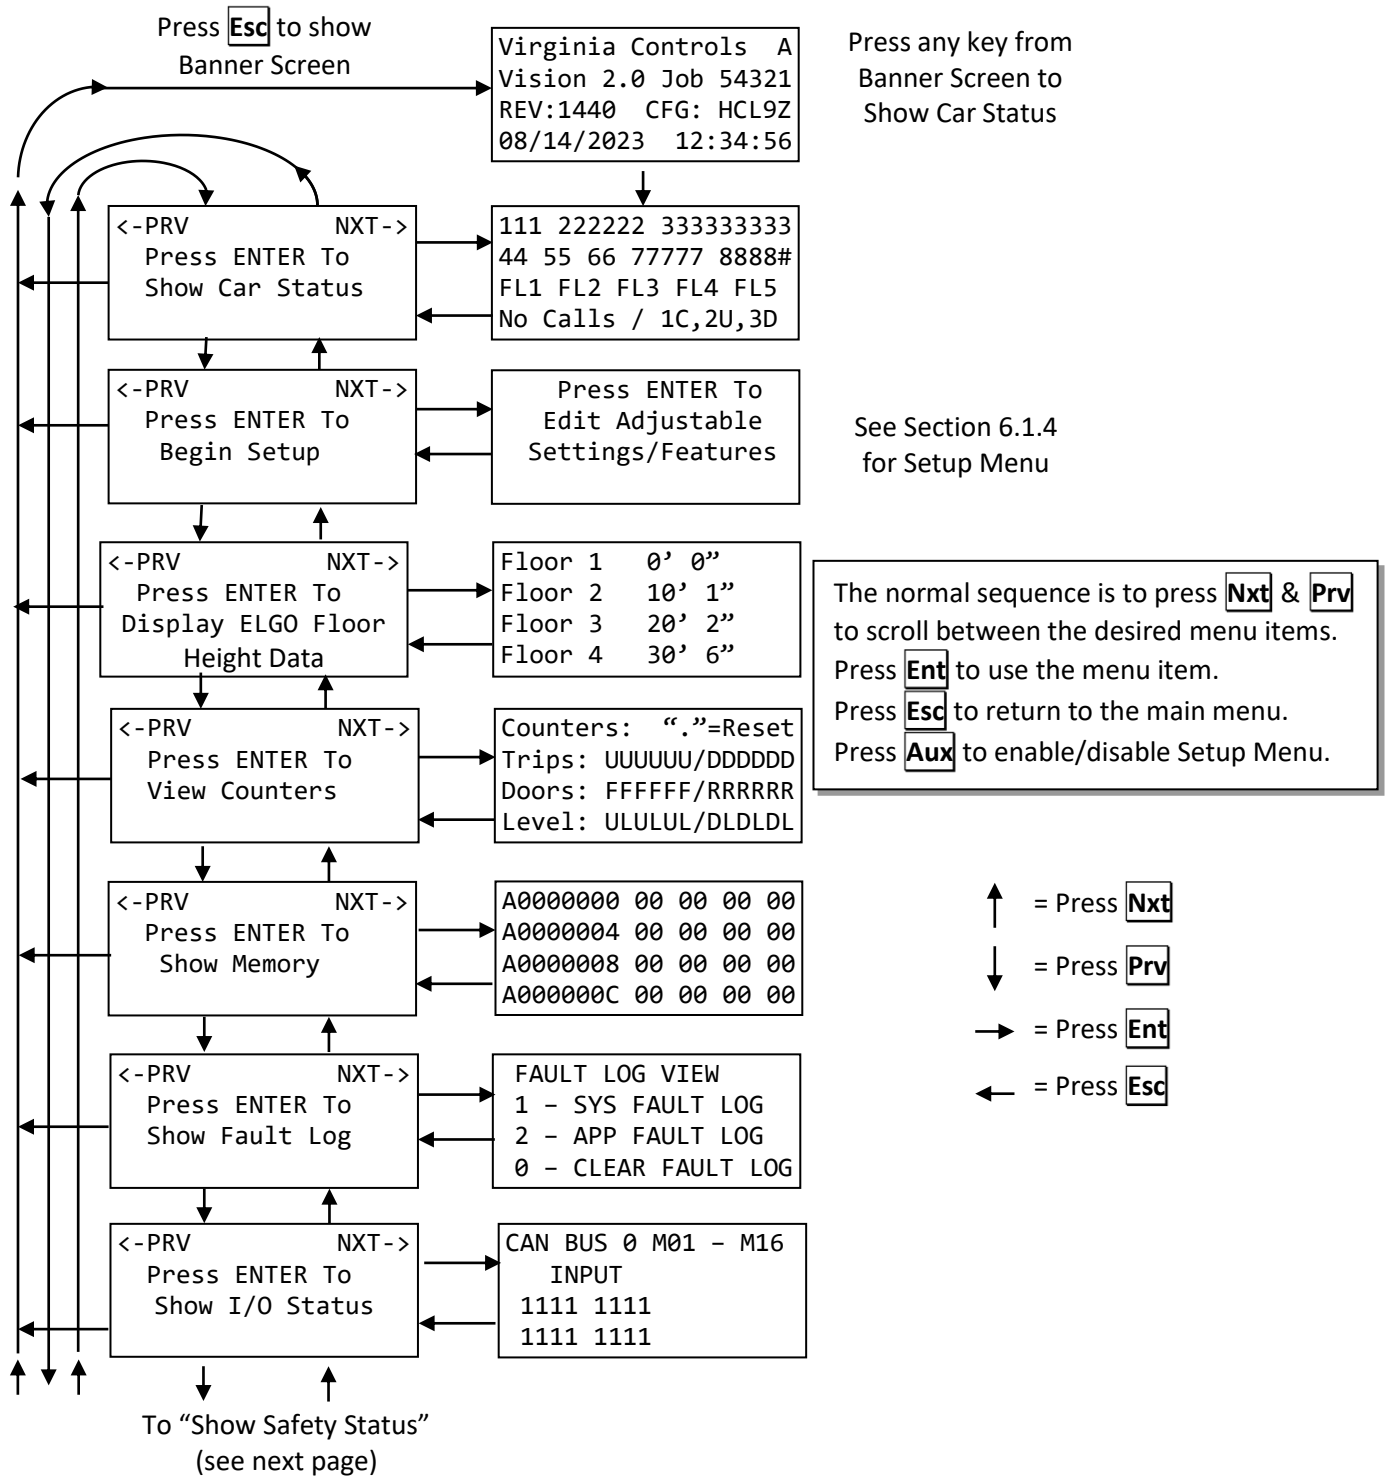 Press Esc to show
Banner Screen
Virginia Controls  A
Vision 2.0 Job 54321
REV:1440  CFG: HCL9Z
08/14/2023  12:34:56
Press any key from
Banner Screen to
Show Car Status
<-PRV          NXT->
Press ENTER To
Show Car Status
111 222222 333333333
44 55 66 77777 8888#
FL1 FL2 FL3 FL4 FL5
No Calls / 1C,2U,3D
<-PRV          NXT->
Press ENTER To
Begin Setup
Press ENTER To
Edit Adjustable
Settings/Features
See Section 6.1.4
for Setup Menu
<-PRV          NXT->
Press ENTER To
Display ELGO Floor
Height Data
Floor 1   0’ 0”
Floor 2   10’ 1”
Floor 3   20’ 2”
Floor 4   30’ 6”
The normal sequence is to press Nxt & Prv
to scroll between the desired menu items.
Press Ent to use the menu item.
Press Esc to return to the main menu.
Press Aux to enable/disable Setup Menu.
<-PRV          NXT->
Press ENTER To
View Counters
Counters:  “.”=Reset
Trips: UUUUUU/DDDDDD
Doors: FFFFFF/RRRRRR
Level: ULULUL/DLDLDL
<-PRV          NXT->
Press ENTER To
Show Memory
A0000000 00 00 00 00
A0000004 00 00 00 00
A0000008 00 00 00 00
A000000C 00 00 00 00
↑ = Press Nxt
↓ = Press Prv
→ = Press Ent
← = Press Esc
<-PRV          NXT->
Press ENTER To
Show Fault Log
FAULT LOG VIEW
1 – SYS FAULT LOG
2 – APP FAULT LOG
0 – CLEAR FAULT LOG
<-PRV          NXT->
Press ENTER To
Show I/O Status
CAN BUS 0 M01 – M16
INPUT
1111 1111
1111 1111
To “Show Safety Status”
(see next page)